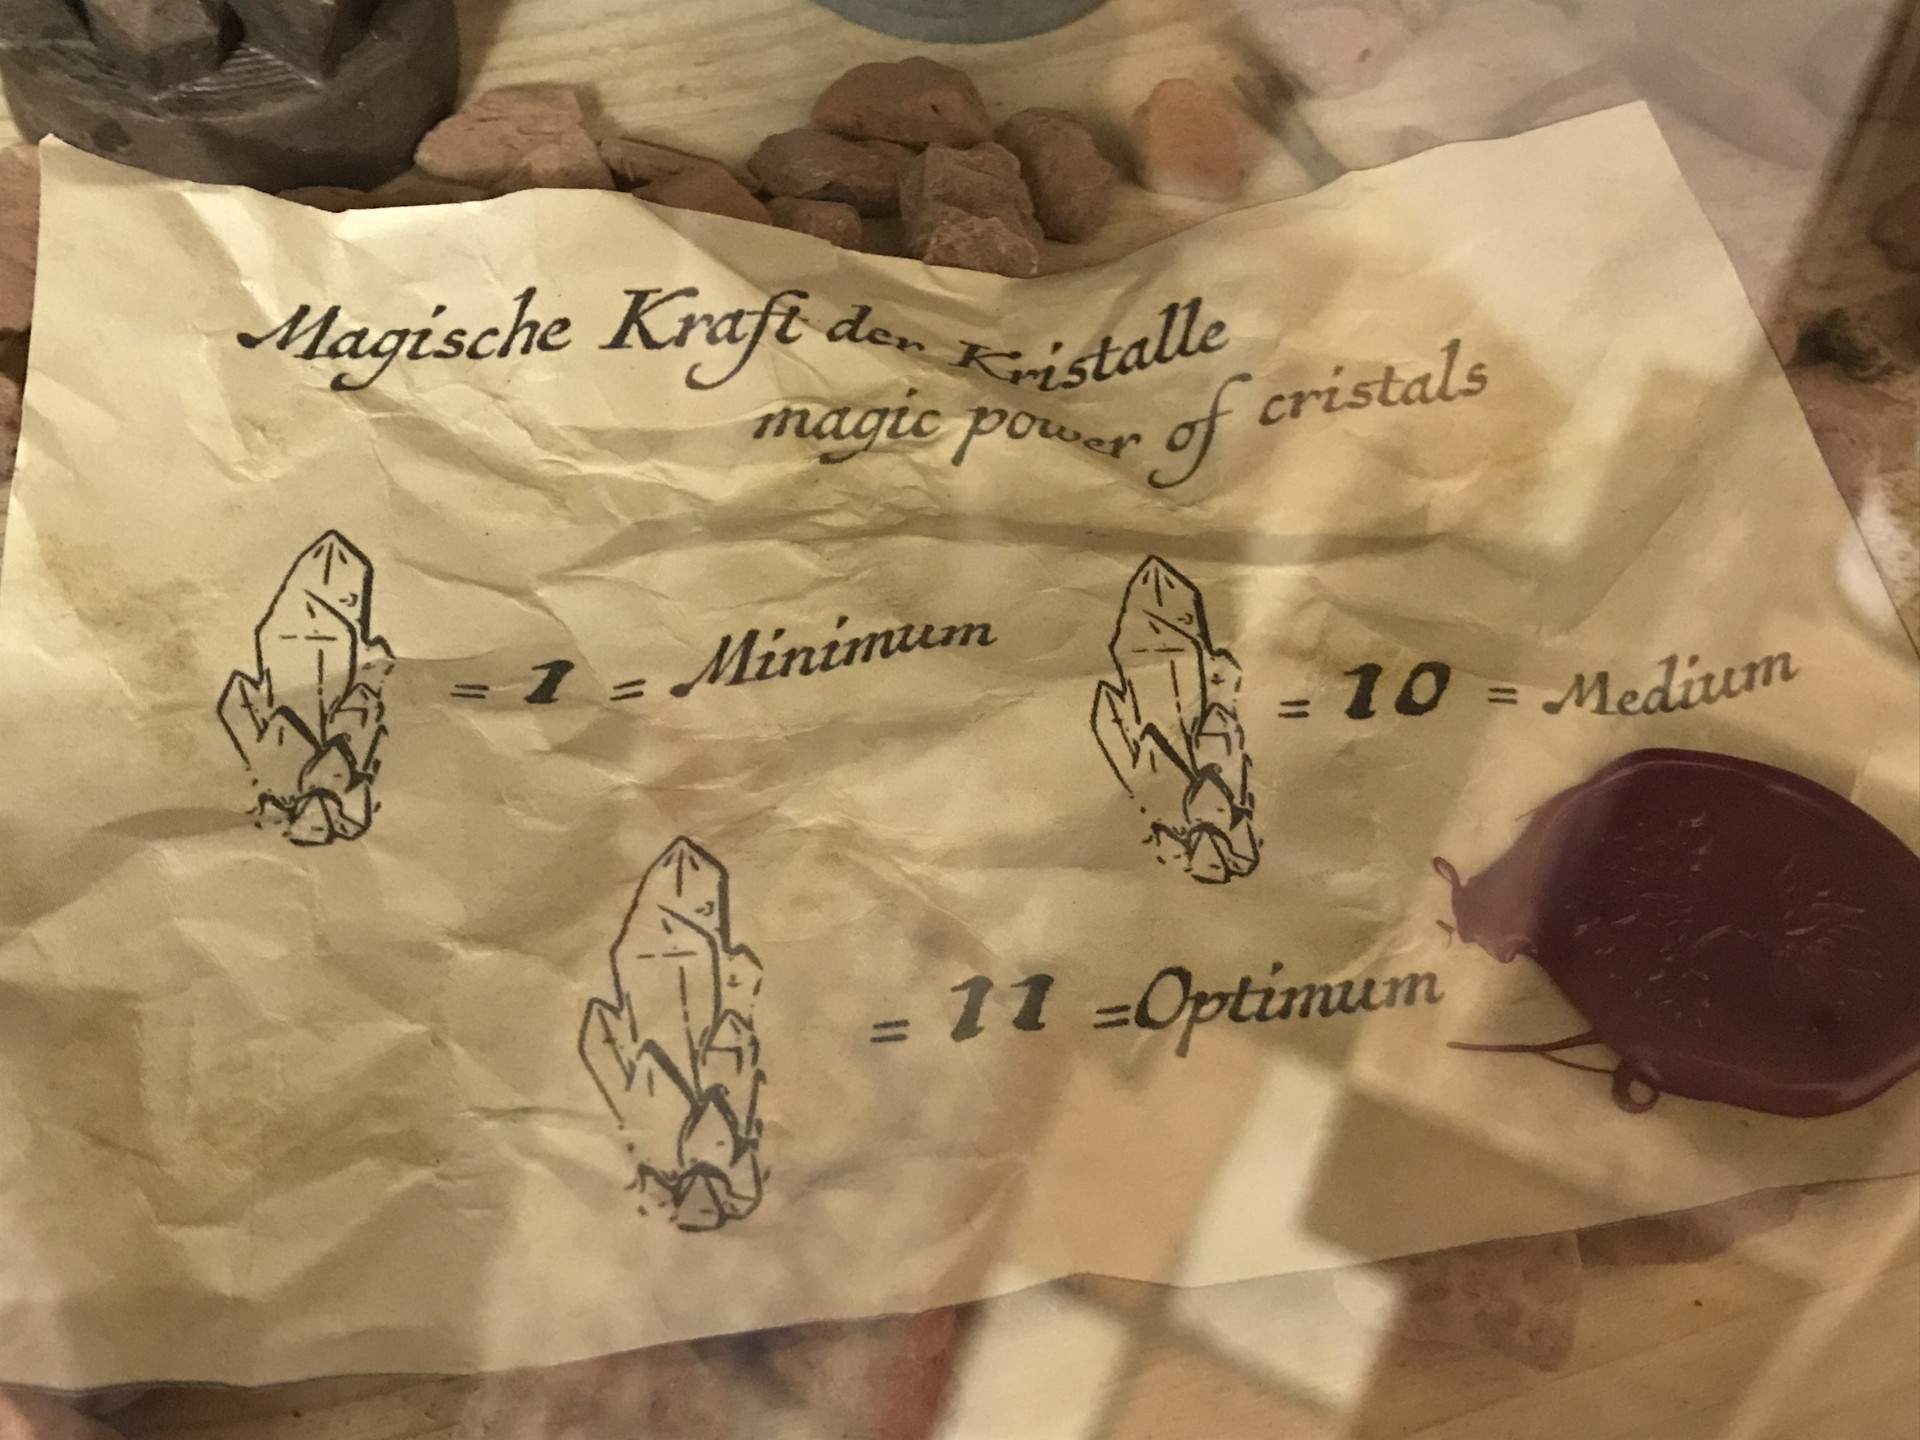 Magische Kraft der Kristalle
magic power of cristals
= 1 = Minimum
= 10 = Medium
= 11 =Optimum